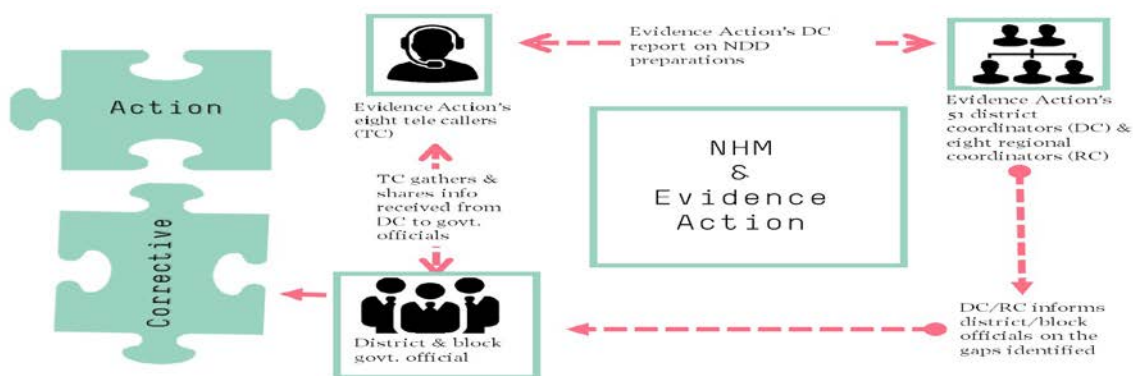 Action
Corrective
Evidence Action's
eight tele callers
(TC)
Evidence Action's DC
report on NDD
preparations
Evidence Action's
51 district
coordinators (DC) &
eight regional
coordinators (RC)
TC gathers &
shares info
received from
DC to govt.
officials
NHM
&
Evidence
Action
District & block
govt. official
DC/RC informs
district/block
officials on the
gaps identified